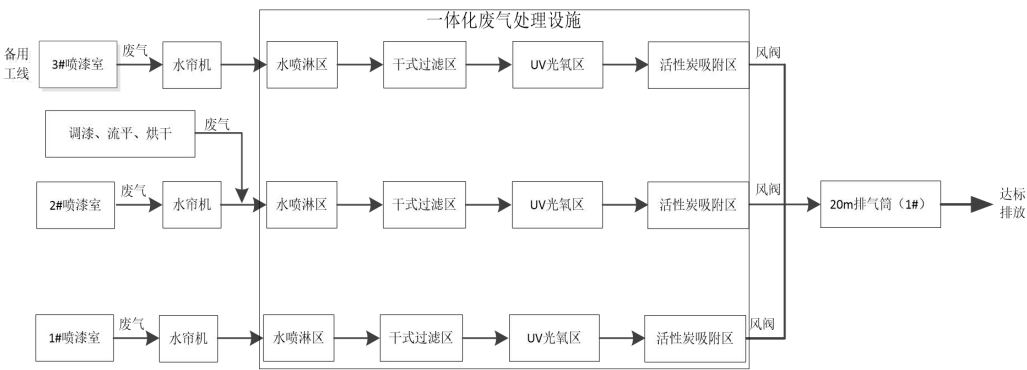 一体化废气处理设施
备用
工线
3#喷漆室
废气
水帘机
水喷淋区
干式过滤区
UV光氧区
活性炭吸附区
风阀
调漆、流平、烘干
废气
2#喷漆室
废气
水帘机
水喷淋区
干式过滤区
UV光氧区
活性炭吸附区
风阀
20m排气筒（1#）
达标
排放
1#喷漆室
废气
水帘机
水喷淋区
干式过滤区
UV光氧区
活性炭吸附区
风阀